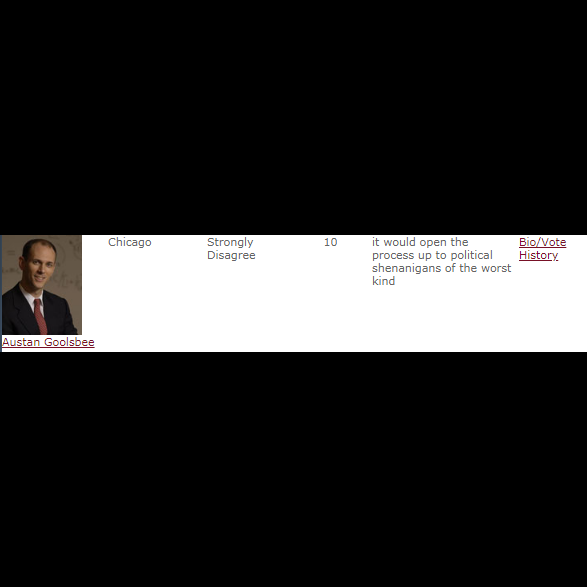 Chicago
Strongly
Disagree
10
it would open the
process up to political
shenanigans of the worst
kind
Bio/Vote
History
Austan Goolsbee